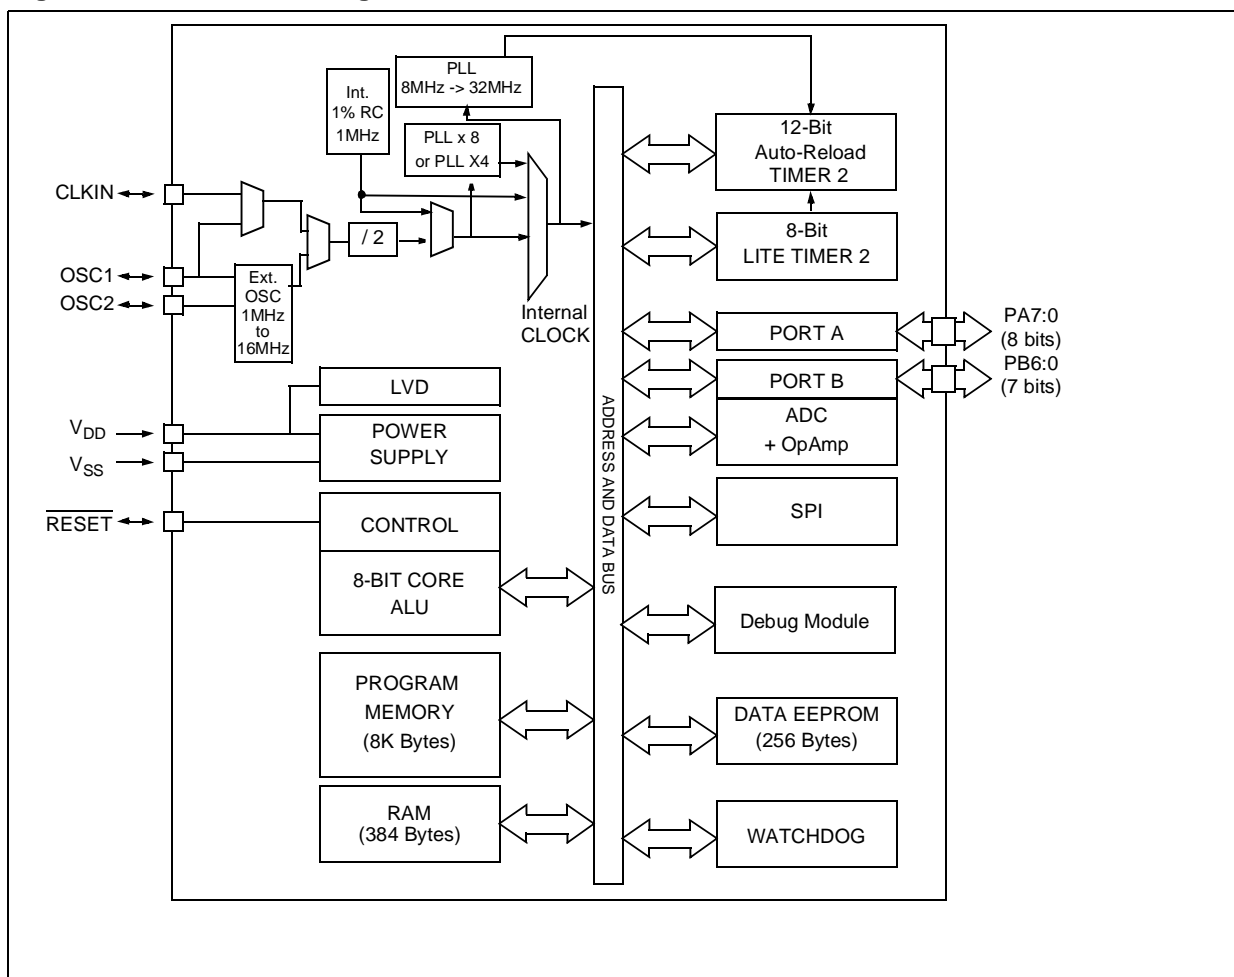 PLL
8MHz -> 32MHz
Int.
1% RC
1MHz
PLL x 8
or PLL X4
12-Bit
Auto-Reload
TIMER 2
CLKIN
/ 2
8-Bit
LITE TIMER 2
OSC1
OSC2
Ext.
OSC
1MHz
to
16MHz
Internal
CLOCK
PORT A
PA7:0
(8 bits)
PORT B
PB6:0
(7 bits)
LVD
ADC
+ OpAmp
VDD
VSS
POWER
SUPPLY
ADDRESS AND DATA BUS
SPI
RESET
CONTROL
8-BIT CORE
ALU
Debug Module
PROGRAM
MEMORY
(8K Bytes)
DATA EEPROM
(256 Bytes)
RAM
(384 Bytes)
WATCHDOG